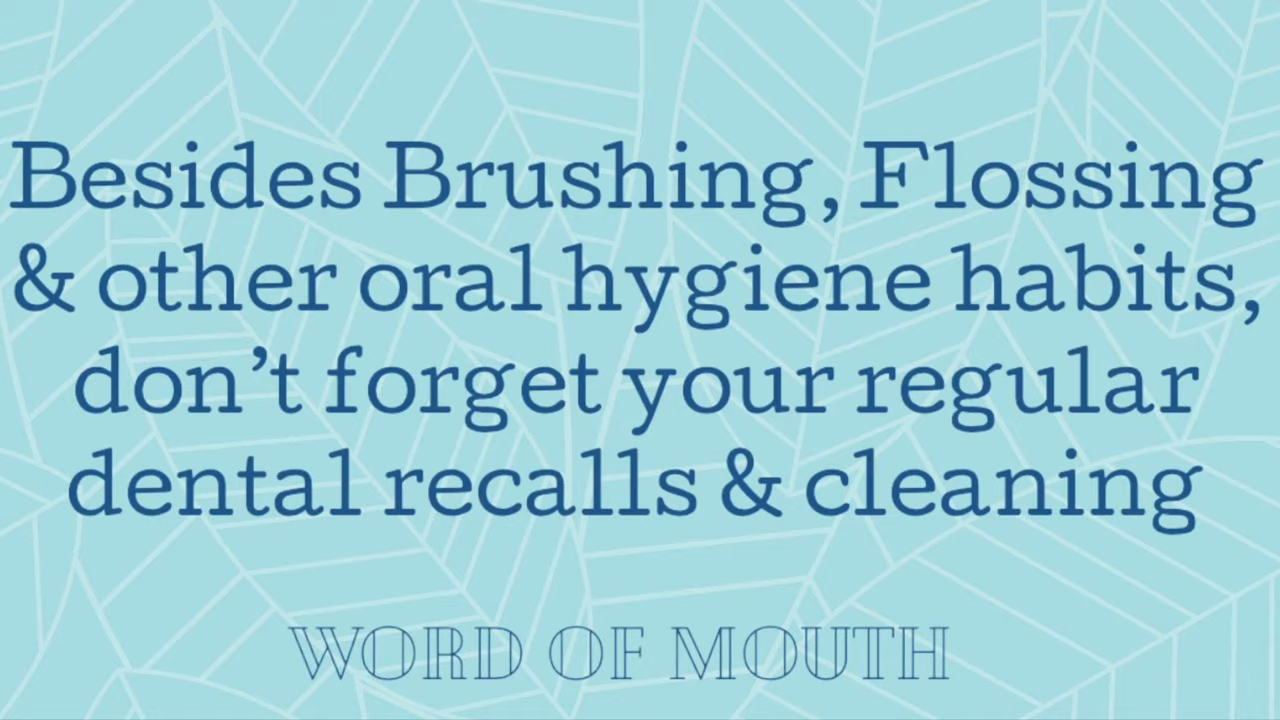 Besides Brushing, Flossing
& other oral hygiene habits,
don’t forget your regular
dental recalls & cleaning
WORD OF MOUTH